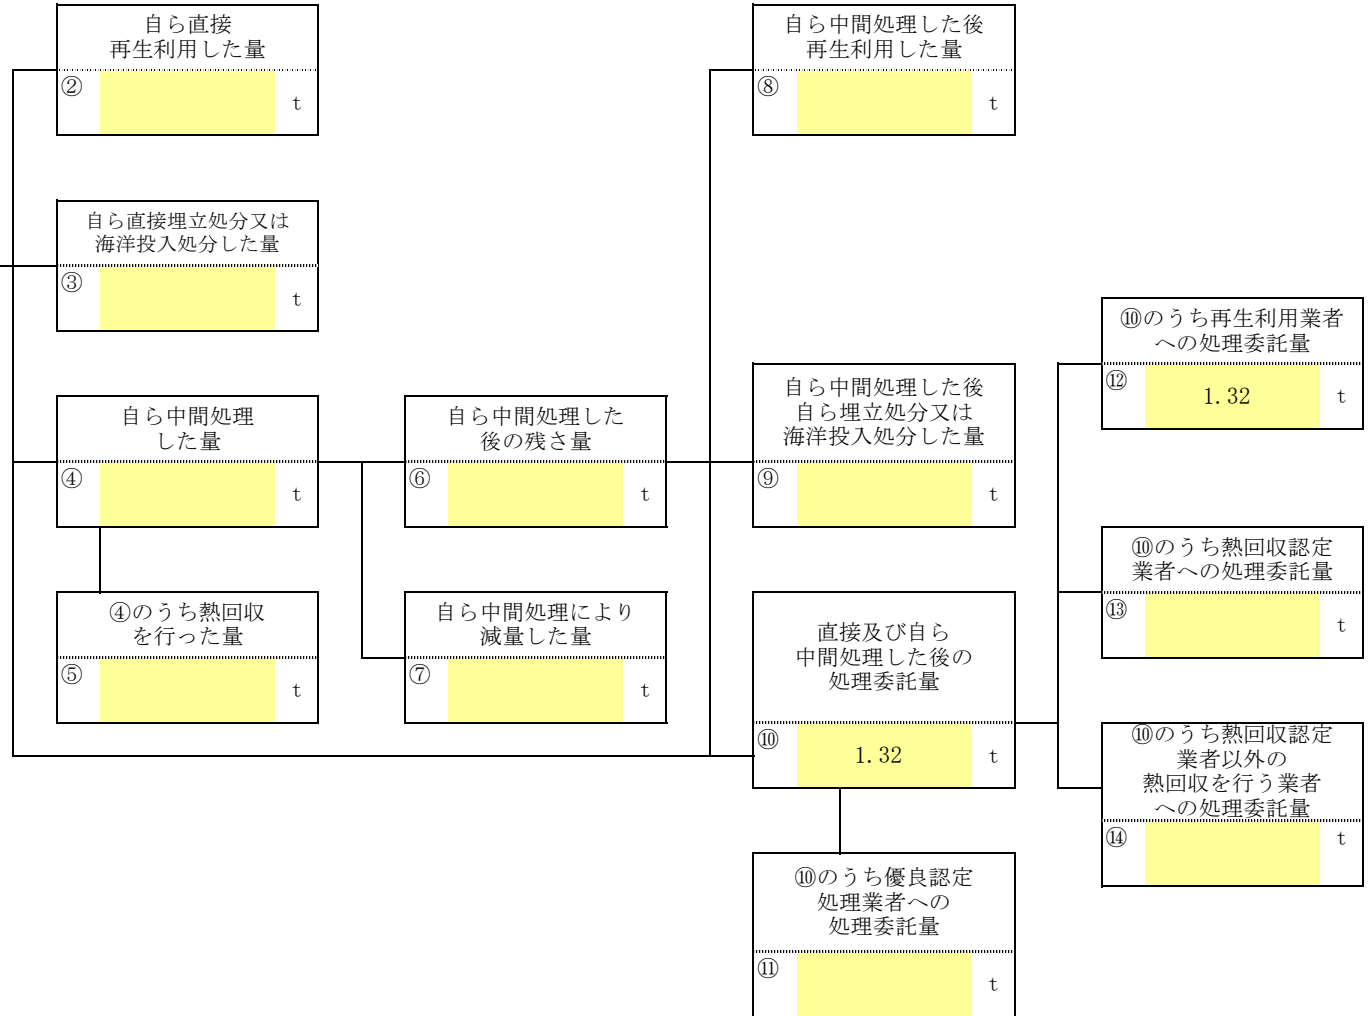 自ら直接
再生利用した量
②
t
自ら中間処理した後
再生利用した量
⑧
t
自ら直接埋立処分又は
海洋投入処分した量
③
t
⑩のうち再生利用業者
への処理委託量
⑫
1.32
t
自ら中間処理
した量
④
t
自ら中間処理した
後の残さ量
⑥
t
自ら中間処理した後
自ら埋立処分又は
海洋投入処分した量
⑨
t
⑩のうち熱回収認定
業者への処理委託量
⑬
t
④のうち熱回収
を行った量
⑤
t
自ら中間処理により
減量した量
⑦
t
直接及び自ら
中間処理した後の
処理委託量
⑩
1.32
t
⑩のうち熱回収認定
業者以外の
熱回収を行う業者
への処理委託量
⑭
t
⑩のうち優良認定
処理業者への
処理委託量
⑪
t